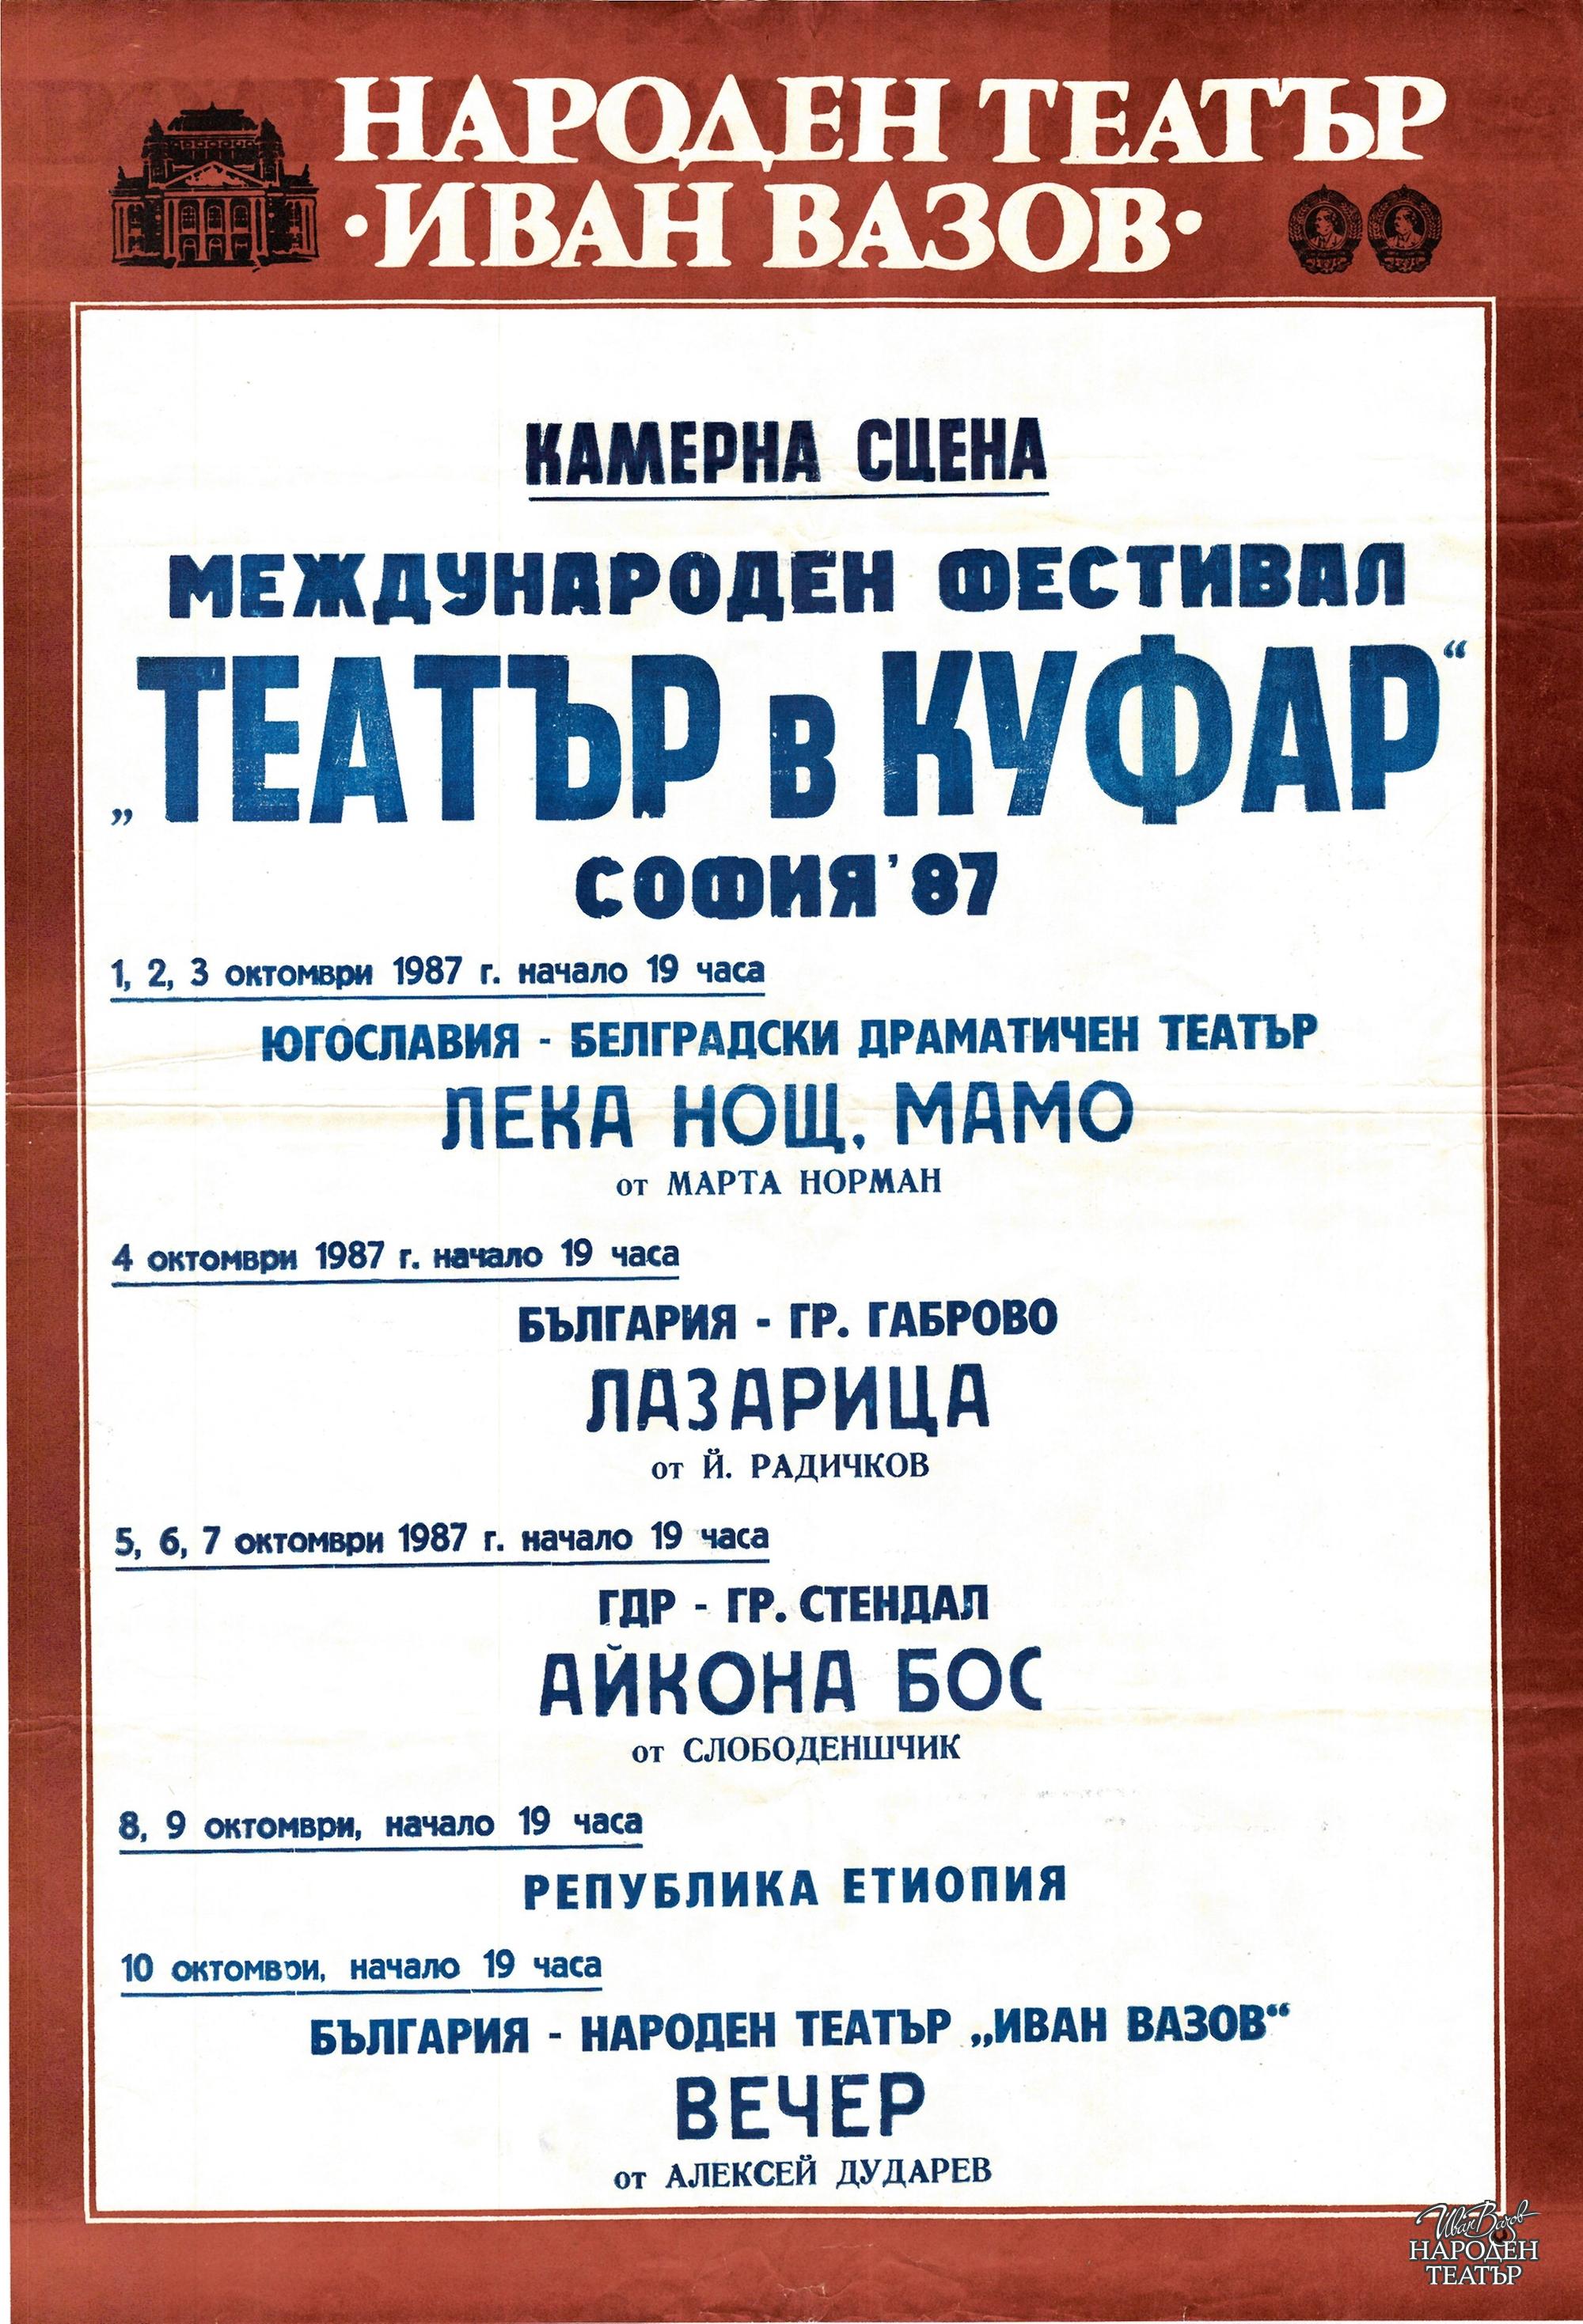 НАРОДЕН ТЕАТЪР
·ИВАН ВАЗОВ·
КАМЕРНА СЦЕНА
МЕЖДУНАРОДЕН ФЕСТИВАЛ
„ТЕАТЪР в КУФАР“
СОФИЯ '87
1, 2, 3 октомври 1987 г. начало 19 часа
ЮГОСЛАВИЯ - БЕЛГРАДСКИ ДРАМАТИЧЕН ТЕАТЪР
ЛЕКА НОЩ, МАМО
от МАРТА НОРМАН
4 октомври 1987 г. начало 19 часа
БЪЛГАРИЯ - ГР. ГАБРОВО
ЛАЗАРИЦА
от Й. РАДИЧКОВ
5, 6, 7 октомври 1987 г. начало 19 часа
ГДР - ГР. СТЕНДАЛ
АЙКОНА БОС
от СЛОБОДЕНШЧИК
8, 9 октомври, начало 19 часа
РЕПУБЛИКА ЕТИОПИЯ
10 октомври, начало 19 часа
БЪЛГАРИЯ - НАРОДЕН ТЕАТЪР „ИВАН ВАЗОВ“
ВЕЧЕР
от АЛЕКСЕЙ ДУДАРЕВ
Иван Вазов
НАРОДЕН
ТЕАТЪР